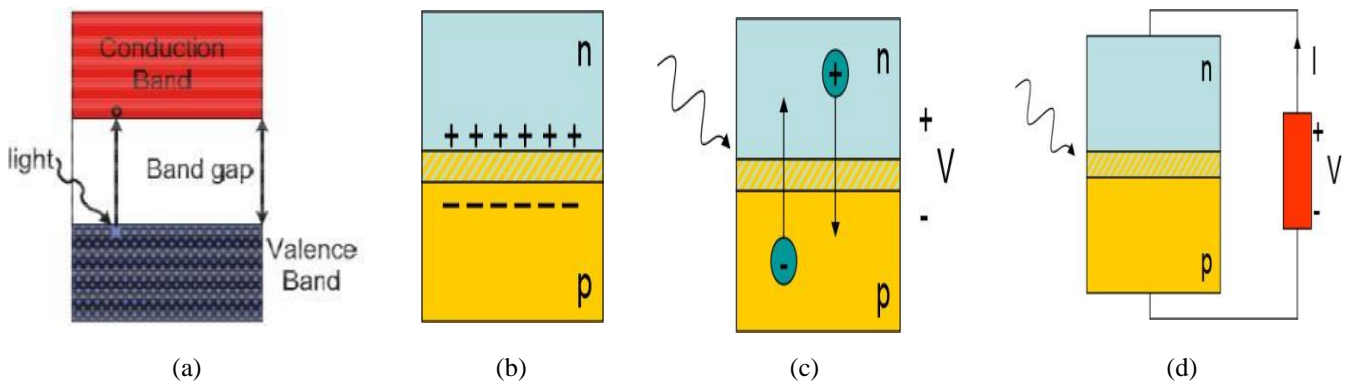 Conduction
Band
light
Band gap
Valence
Band
(a)
n
+ + + + + +
- - - - - -
p
(b)
n
+
-
p
+
V
-
(c)
n
p
I
+
V
-
(d)